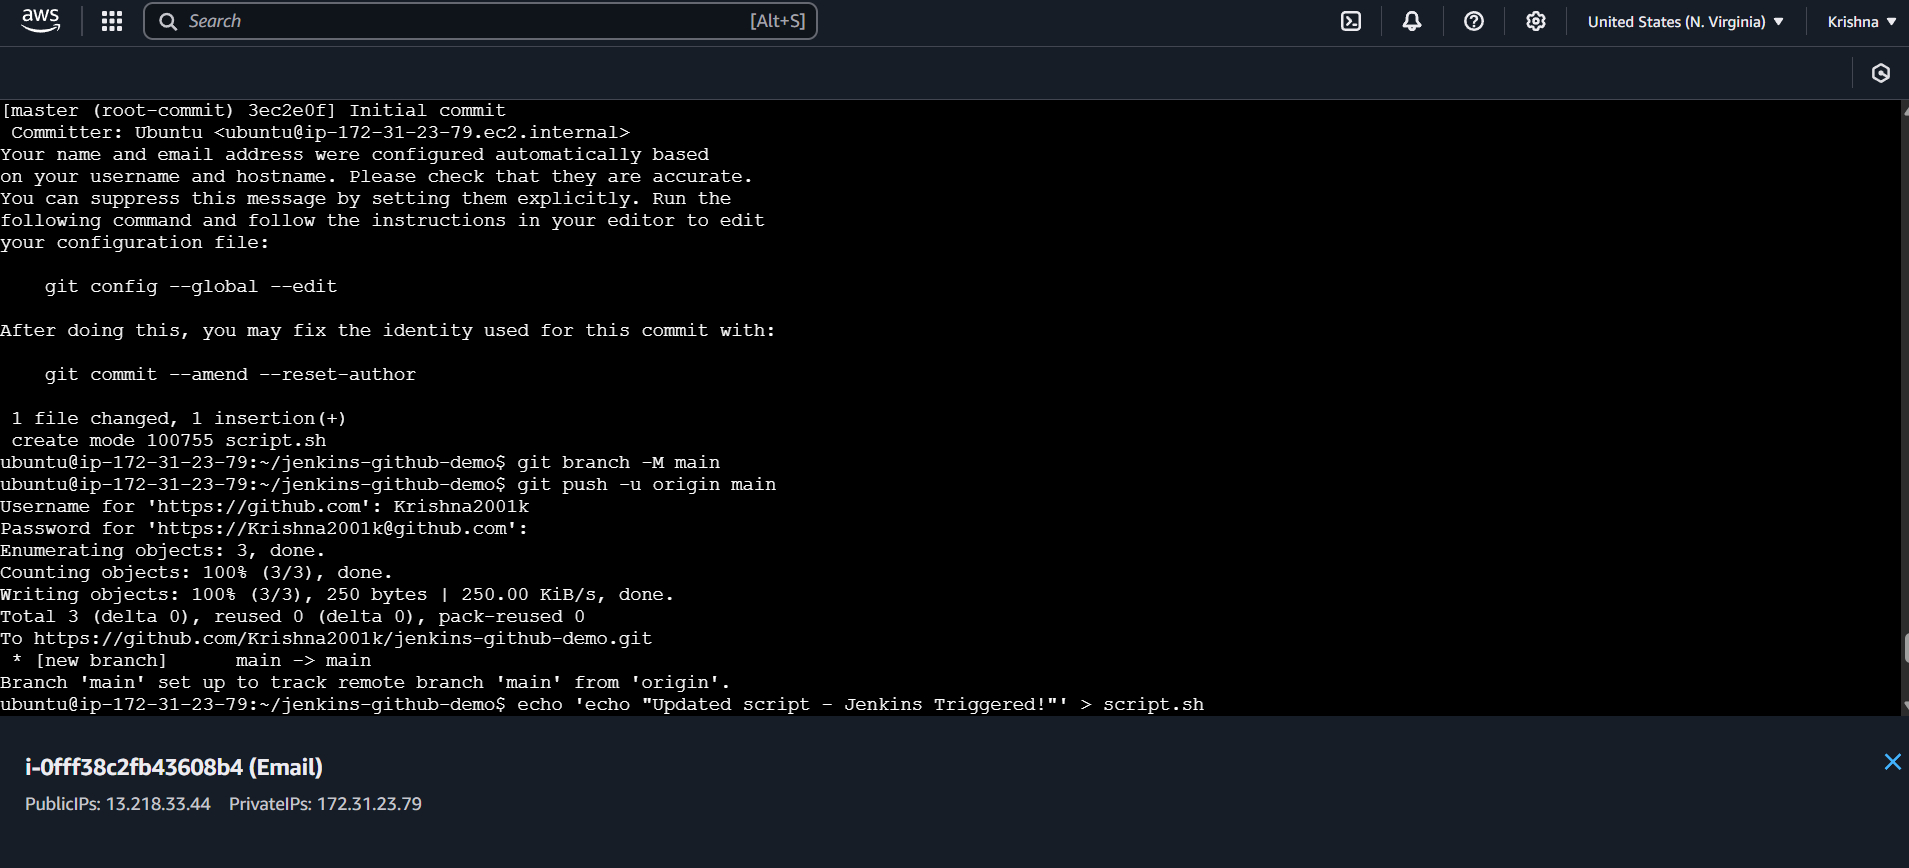 aws
Search
[Alt+S]
United States (N. Virginia)
Krishna
[master (root-commit) 3ec2e0f] Initial commit
Committer: Ubuntu <ubuntu@ip-172-31-23-79.ec2.internal>
Your name and email address were configured automatically based
on your username and hostname. Please check that they are accurate.
You can suppress this message by setting them explicitly. Run the
following command and follow the instructions in your editor to edit
your configuration file:
git config --global --edit
After doing this, you may fix the identity used for this commit with:
git commit --amend --reset-author
1 file changed, 1 insertion(+)
create mode 100755 script.sh
ubuntu@ip-172-31-23-79:~/jenkins-github-demo$ git branch -M main
ubuntu@ip-172-31-23-79:~/jenkins-github-demo$ git push -u origin main
Username for 'https://github.com': Krishna2001k
Password for 'https://Krishna2001k@github.com':
Enumerating objects: 3, done.
Counting objects: 100% (3/3), done.
Writing objects: 100% (3/3), 250 bytes | 250.00 KiB/s, done.
Total 3 (delta 0), reused 0 (delta 0), pack-reused 0
To https://github.com/Krishna2001k/jenkins-github-demo.git
* [new branch]      main -> main
Branch 'main' set up to track remote branch 'main' from 'origin'.
ubuntu@ip-172-31-23-79:~/jenkins-github-demo$ echo 'echo "Updated script - Jenkins Triggered!"' > script.sh
i-0fff38c2fb43608b4 (Email)
PublicIPs: 13.218.33.44 PrivateIPs: 172.31.23.79